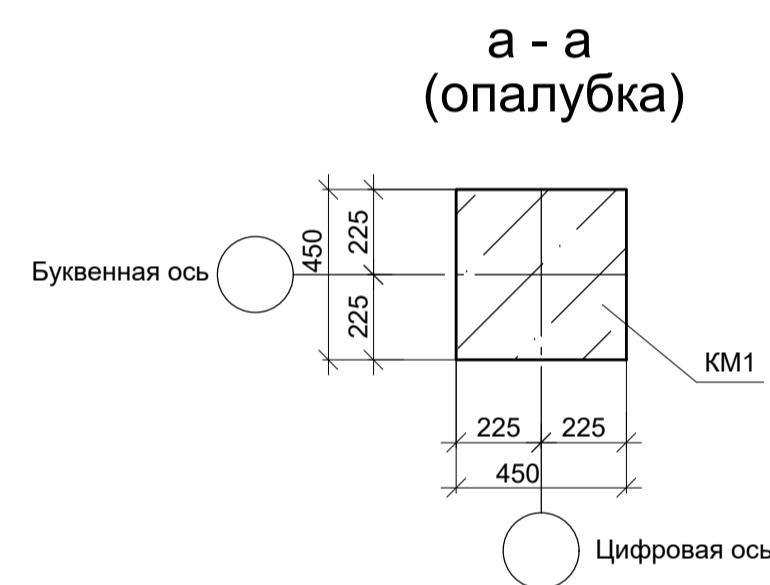 а - а
(опалубка)
225
450
225
Буквенная ось
КМ1
225 225
450
Цифровая ось